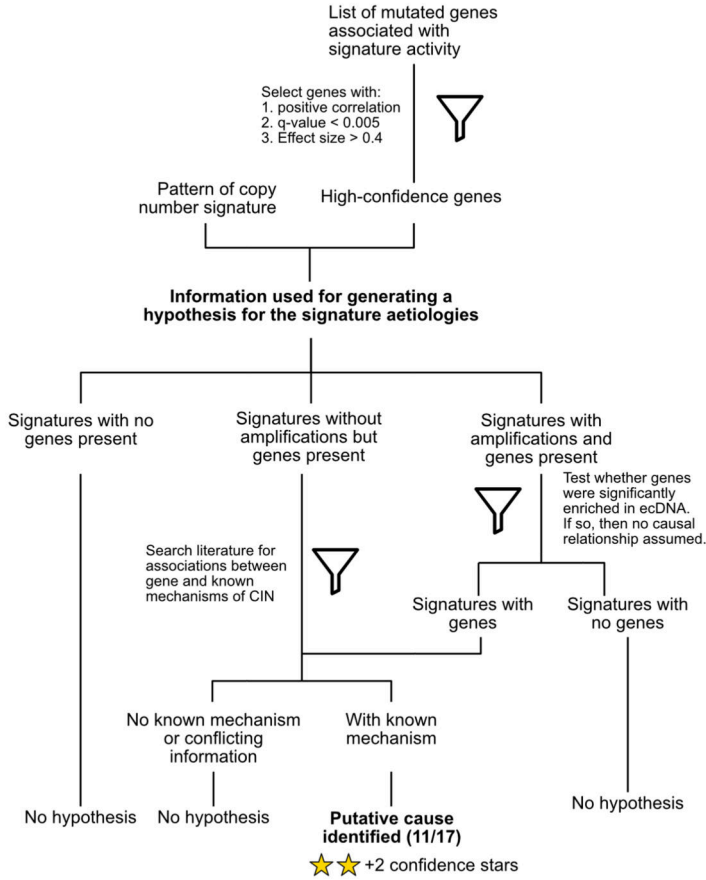 List of mutated genes
associated with
signature activity
Select genes with:
1. positive correlation
2. q-value < 0.005
3. Effect size > 0.4
Pattern of copy
number signature
High-confidence genes
Information used for generating a
hypothesis for the signature aetiologies
Signatures with no
genes present
Signatures without
amplifications but
genes present
Signatures with
amplifications and
genes present
Test whether genes
were significantly
enriched in ecDNA.
If so, then no causal
relationship assumed.
Search literature for
associations between
gene and known
mechanisms of CIN
Signatures with
genes
Signatures with
no genes
No known mechanism
or conflicting
information
With known
mechanism
No hypothesis
No hypothesis
Putative cause
identified (11/17)
No hypothesis
+2 confidence stars